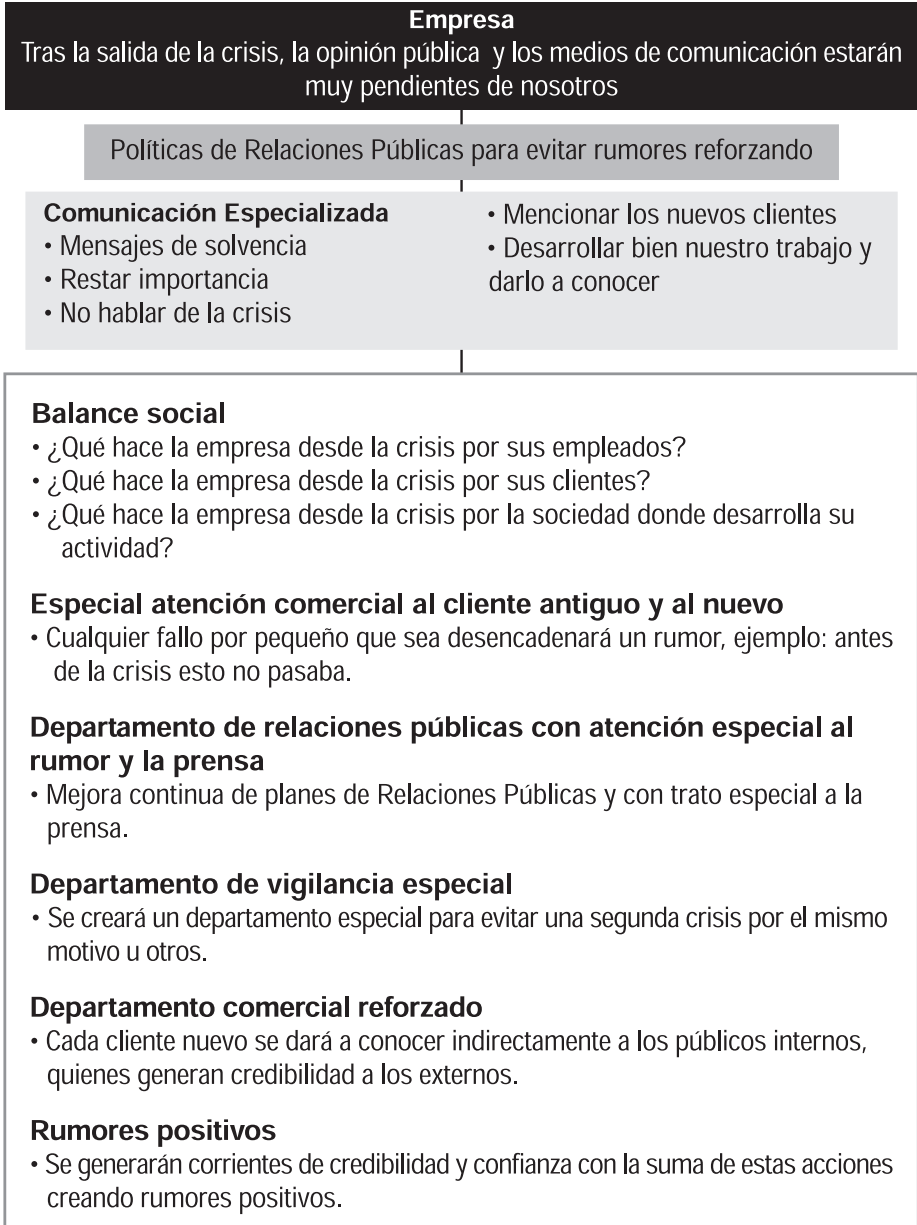 Empresa
Tras la salida de la crisis, la opinión pública y los medios de comunicación estarán
muy pendientes de nosotros
Políticas de Relaciones Públicas para evitar rumores reforzando
Comunicación Especializada
• Mensajes de solvencia
• Restar importancia
• No hablar de la crisis
• Mencionar los nuevos clientes
• Desarrollar bien nuestro trabajo y
darlo a conocer
Balance social
• ¿Qué hace la empresa desde la crisis por sus empleados?
• ¿Qué hace la empresa desde la crisis por sus clientes?
• ¿Qué hace la empresa desde la crisis por la sociedad donde desarrolla su
actividad?
Especial atención comercial al cliente antiguo y al nuevo
• Cualquier fallo por pequeño que sea desencadenará un rumor, ejemplo: antes
de la crisis esto no pasaba.
Departamento de relaciones públicas con atención especial al
rumor y la prensa
• Mejora continua de planes de Relaciones Públicas y con trato especial a la
prensa.
Departamento de vigilancia especial
• Se creará un departamento especial para evitar una segunda crisis por el mismo
motivo u otros.
Departamento comercial reforzado
• Cada cliente nuevo se dará a conocer indirectamente a los públicos internos,
quienes generan credibilidad a los externos.
Rumores positivos
• Se generarán corrientes de credibilidad y confianza con la suma de estas acciones
creando rumores positivos.